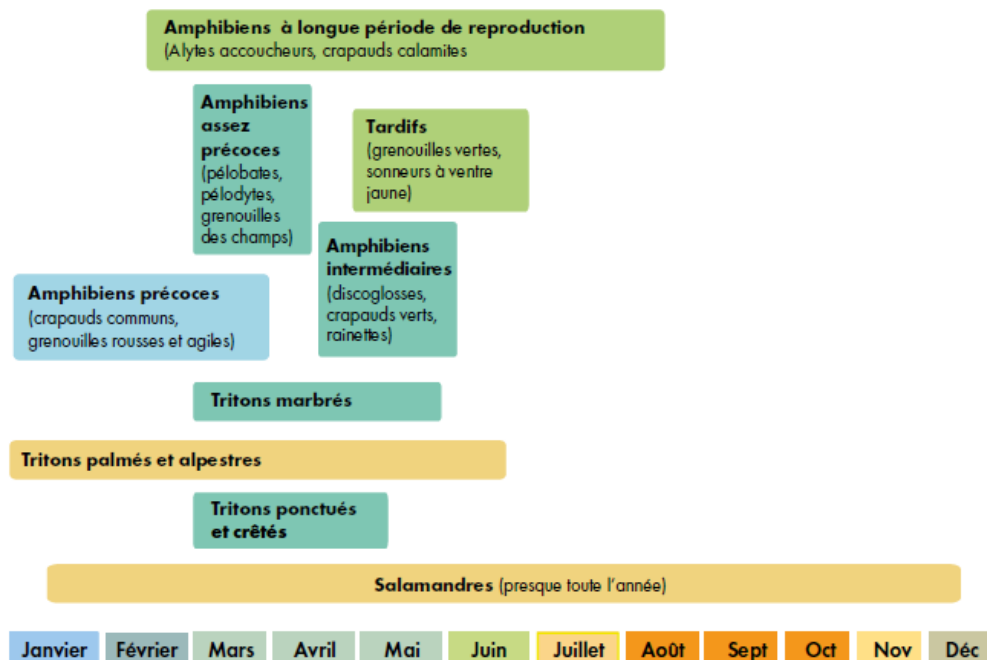 Amphibiens à longue période de reproduction
(Alytes accoucheurs, crapauds calamites
Amphibiens
assez
précoces
(pélobates,
pélodytes,
grenouilles
des champs)
Tardifs
(grenouilles vertes,
sonneurs à ventre
jaune)
Amphibiens
intermédiaires
(discoglosses,
crapauds verts,
rainettes)
Amphibiens précoces
(crapauds communs,
grenouilles rousses et agiles)
Tritons marbrés
Tritons palmés et alpestres
Tritons ponctués
et crêtés
Salamandres (presque toute l'année)
Janvier Février Mars Avril Mai Juin Juillet Août Sept Oct Nov Déc